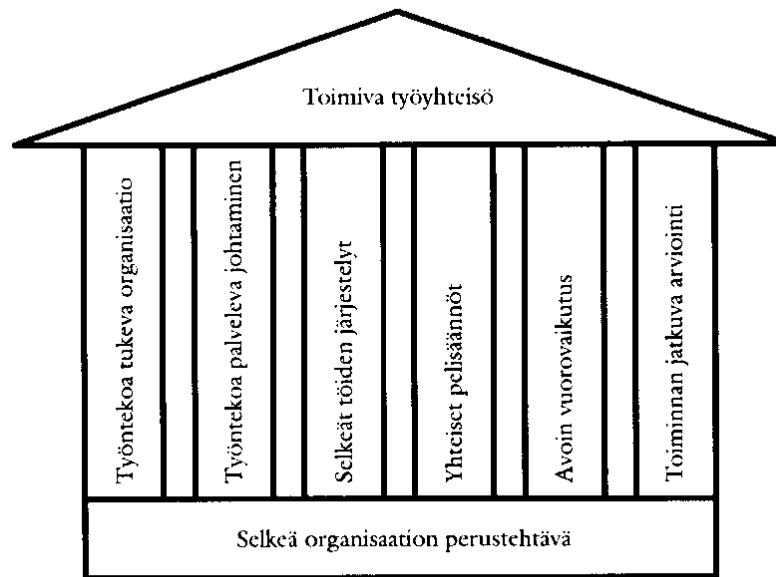 Toimiva työyhteisö
Työntekoa tukeva organisaatio
Työntekoa palveleva johtaminen
Selkeät töiden järjestelyt
Yhteiset pelisäännöt
Avoin vuorovaikutus
Toiminnan jatkuva arviointi
Selkeä organisaation perustehtävä